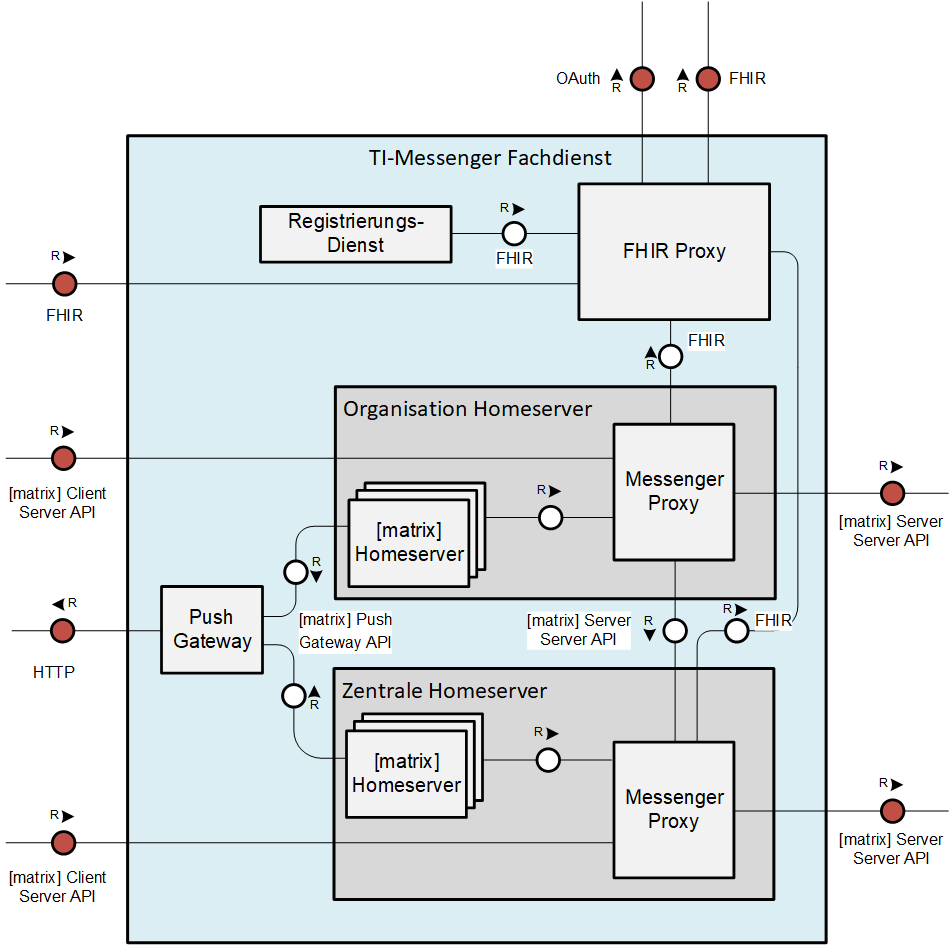 OAuth
R
R
FHIR
TI-Messenger Fachdienst
Registrierungs-
Dienst
R
FHIR
FHIR Proxy
R
FHIR
FHIR
R
Organisation Homeserver
R
[matrix] Client
Server API
Messenger
Proxy
R
[matrix]
Homeserver
R
[matrix] Server
Server API
R
[matrix] Push
Gateway API
R
HTTP
Push
Gateway
[matrix] Server
Server API
R
R
FHIR
R
Zentrale Homeserver
R
[matrix]
Homeserver
Messenger
Proxy
R
[matrix] Server
Server API
R
[matrix] Client
Server API